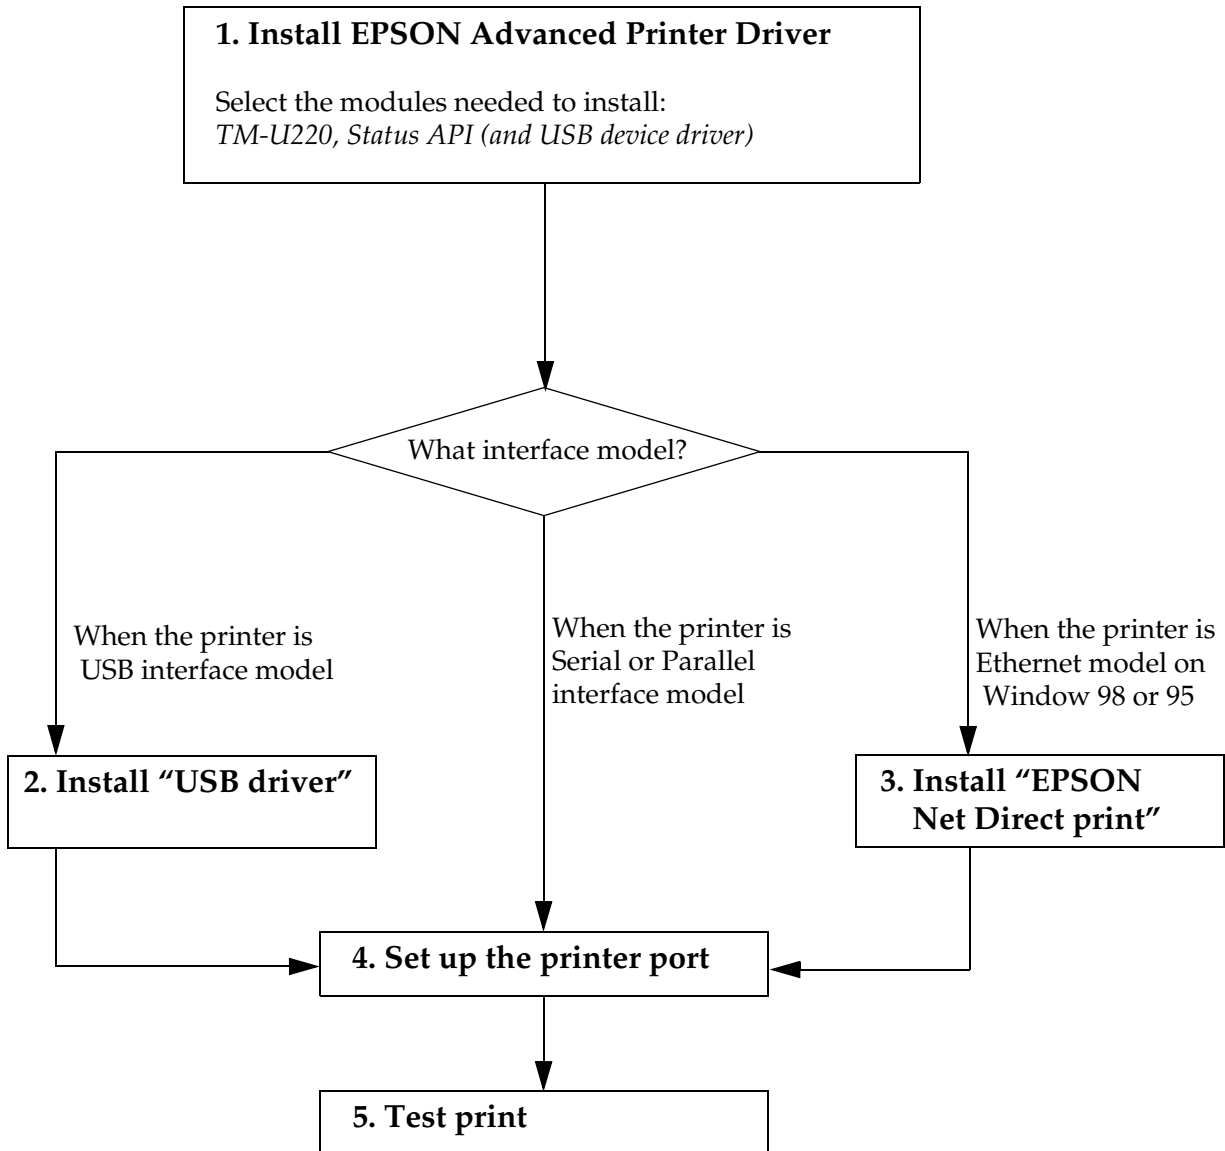 1. Install EPSON Advanced Printer Driver
Select the modules needed to install:
TM-U220, Status API (and USB device driver)
What interface model?
When the printer is
USB interface model
When the printer is
Serial or Parallel
interface model
When the printer is
Ethernet model on
Window 98 or 95
2. Install “USB driver”
3. Install “EPSON
Net Direct print”
4. Set up the printer port
5. Test print